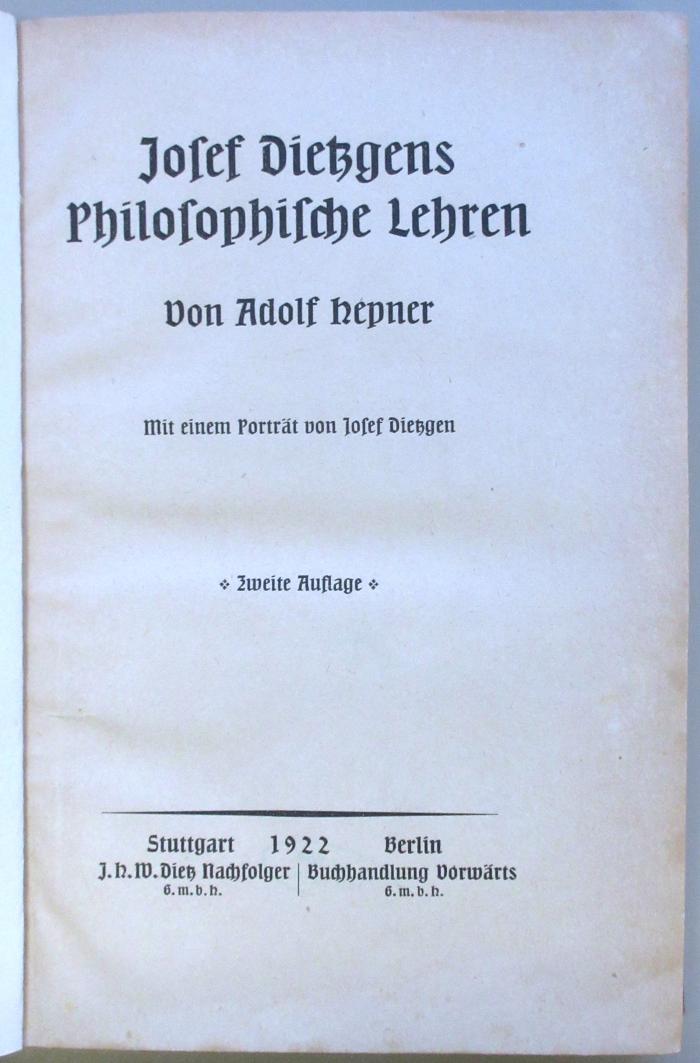 Josef Dietzgens
Philosophische Lehren
Von Adolf Hepner
Mit einem Porträt von Josef Dietzgen
❖ Zweite Auflage ❖
Stuttgart 1922 Berlin
J. H. W. Dietz Nachfolger | Buchhandlung Vorwärts
G. m. b. H. G. m. b. H.